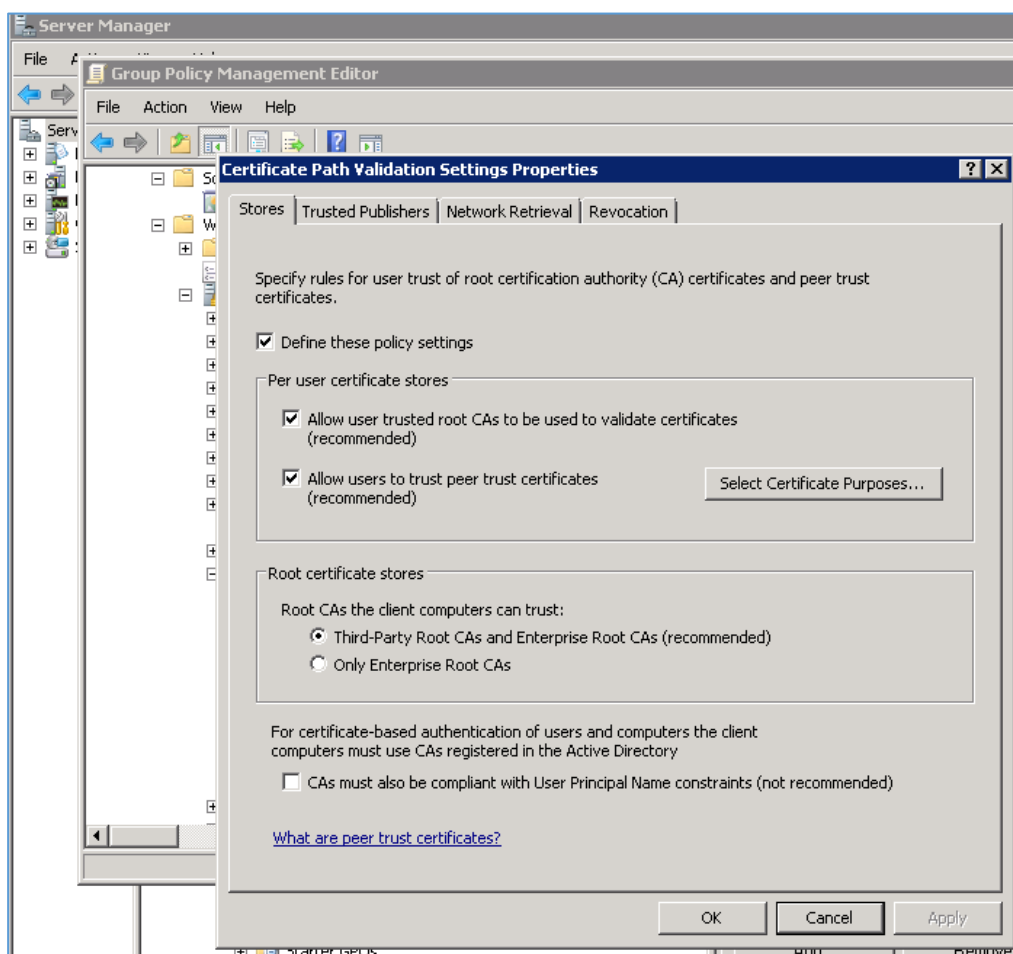 Server Manager
File
Group Policy Management Editor
File Action View Help
Serv
Certificate Path Validation Settings Properties
Stores Trusted Publishers Network Retrieval Revocation
Specify rules for user trust of root certification authority (CA) certificates and peer trust
certificates.
Define these policy settings
Per user certificate stores
Allow user trusted root CAs to be used to validate certificates
(recommended)
Allow users to trust peer trust certificates
(recommended)
Select Certificate Purposes...
Root certificate stores
Root CAs the client computers can trust:
Third-Party Root CAs and Enterprise Root CAs (recommended)
Only Enterprise Root CAs
For certificate-based authentication of users and computers the client
computers must use CAs registered in the Active Directory
CAs must also be compliant with User Principal Name constraints (not recommended)
What are peer trust certificates?
OK Cancel Apply